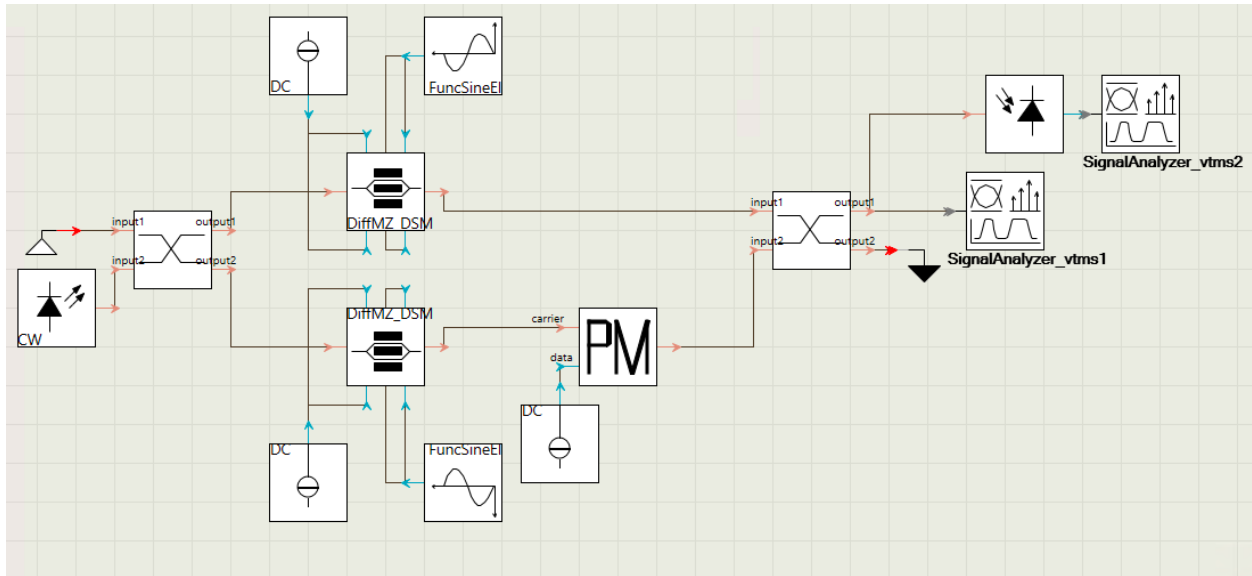 DC
FuncSineEl
SignalAnalyzer_vtms2
DiffMZ_DSM
input1
output1
input2
output2
input1
output1
input2
output2
SignalAnalyzer_vtms1
CW
DiffMZ_DSM
carrier
PM
data
DC
DC
FuncSineEl